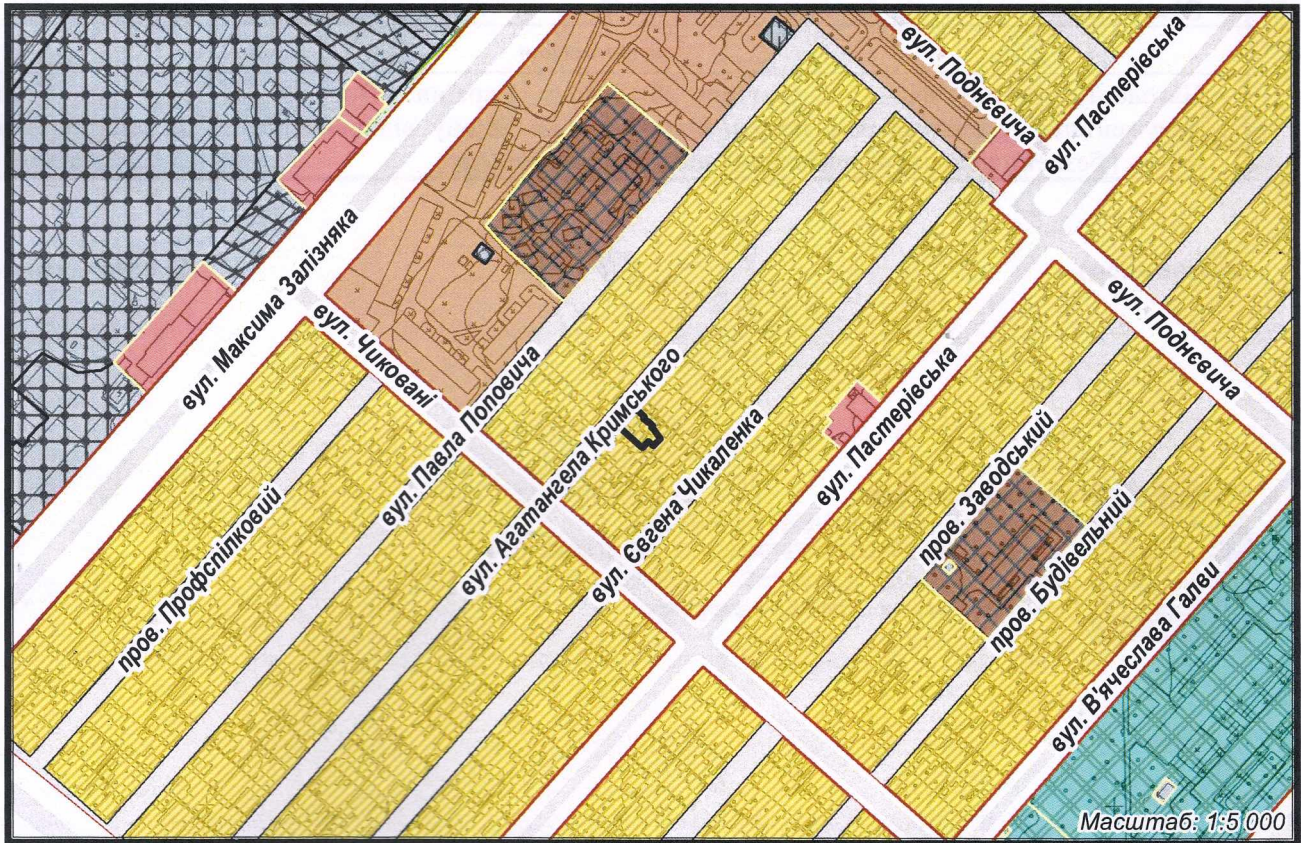 вул. Поднєвича
вул. Пастерівська
вул. Максима Залізняка
вул. Чиковані
вул. Поднєвича
вул. Павла Поповича
вул. Агатангела Кримського
вул. Пастерівська
вул. Євгена Чикаленка
пров. Заводський
пров. Профспілковий
пров. Будівельний
вул. В'ячеслава Галви
Масштаб: 1:5 000